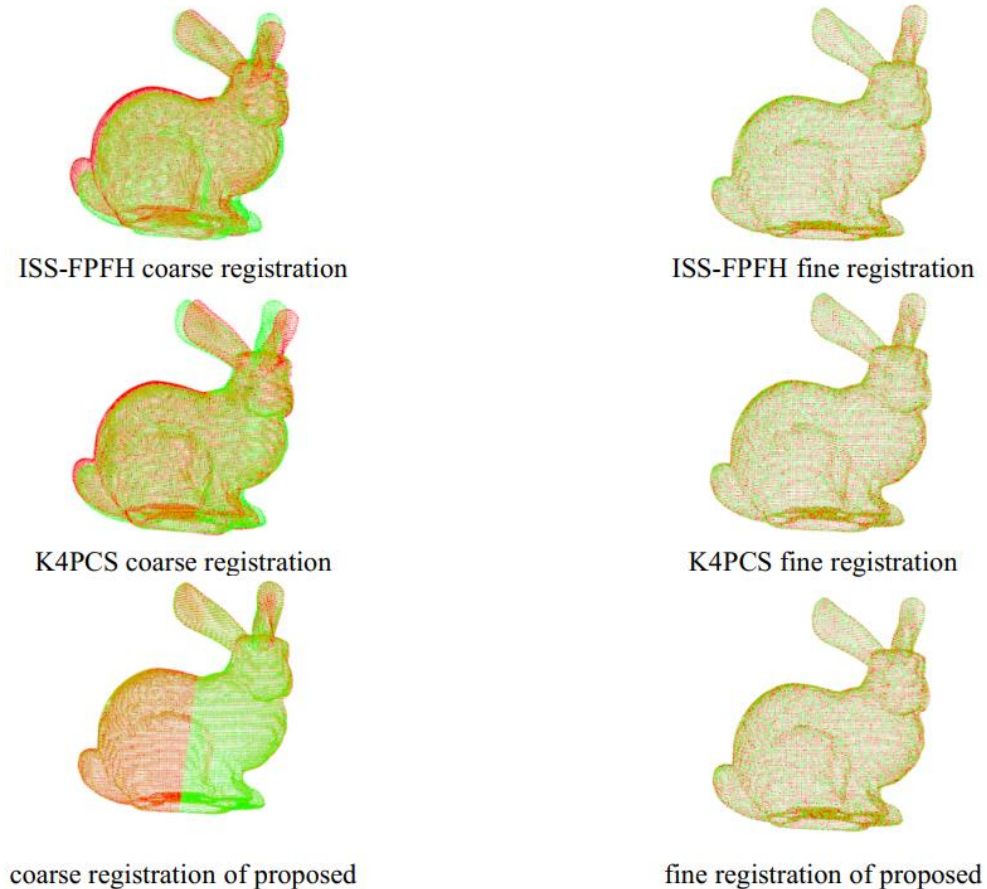 ISS-FPFH coarse registration
ISS-FPFH fine registration
K4PCS coarse registration
K4PCS fine registration
coarse registration of proposed
fine registration of proposed